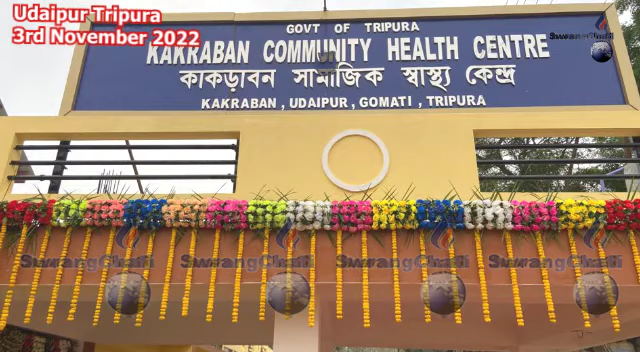 Udaipur Tripura
3rd November 2022
GOVT OF TRIPURA
KAKRABAN COMMUNITY HEALTH CENTRE
কাকড়াবন সামাজিক স্বাস্থ্য কেন্দ্র
KAKRABAN, UDAIPUR, GOMATI, TRIPURA